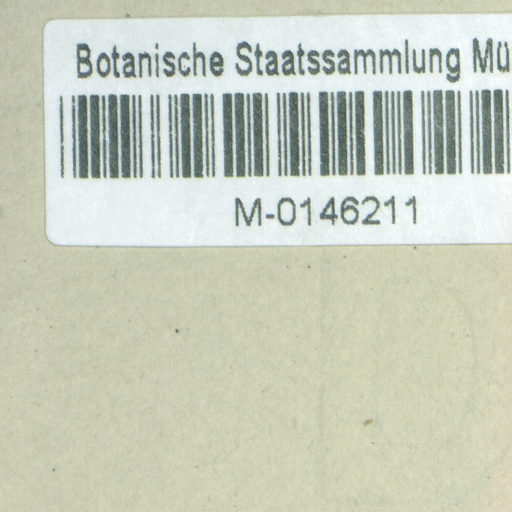 Botanische Staatssammlung Mü
M-0146211